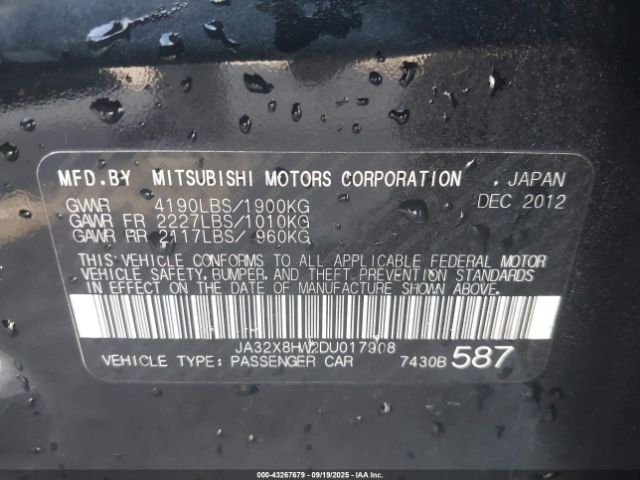 MFD.BY MITSUBISHI MOTORS CORPORATION , JAPAN
GVWR 4190LBS/1900KG DEC 2012
GAWR FR 2227LBS/1010KG
GAWR RR 2117LBS/ 960KG
THIS VEHICLE CONFORMS TO ALL APPLICABLE FEDERAL MOTOR
VEHICLE SAFETY, BUMPER, AND THEFT PREVENTION STANDARDS
IN EFFECT ON THE DATE OF MANUFACTURE SHOWN ABOVE.
JA32X8HW2DU017908
VEHICLE TYPE: PASSENGER CAR 7430B 587
000-43267679 - 09/19/2025 - IAAI.COM